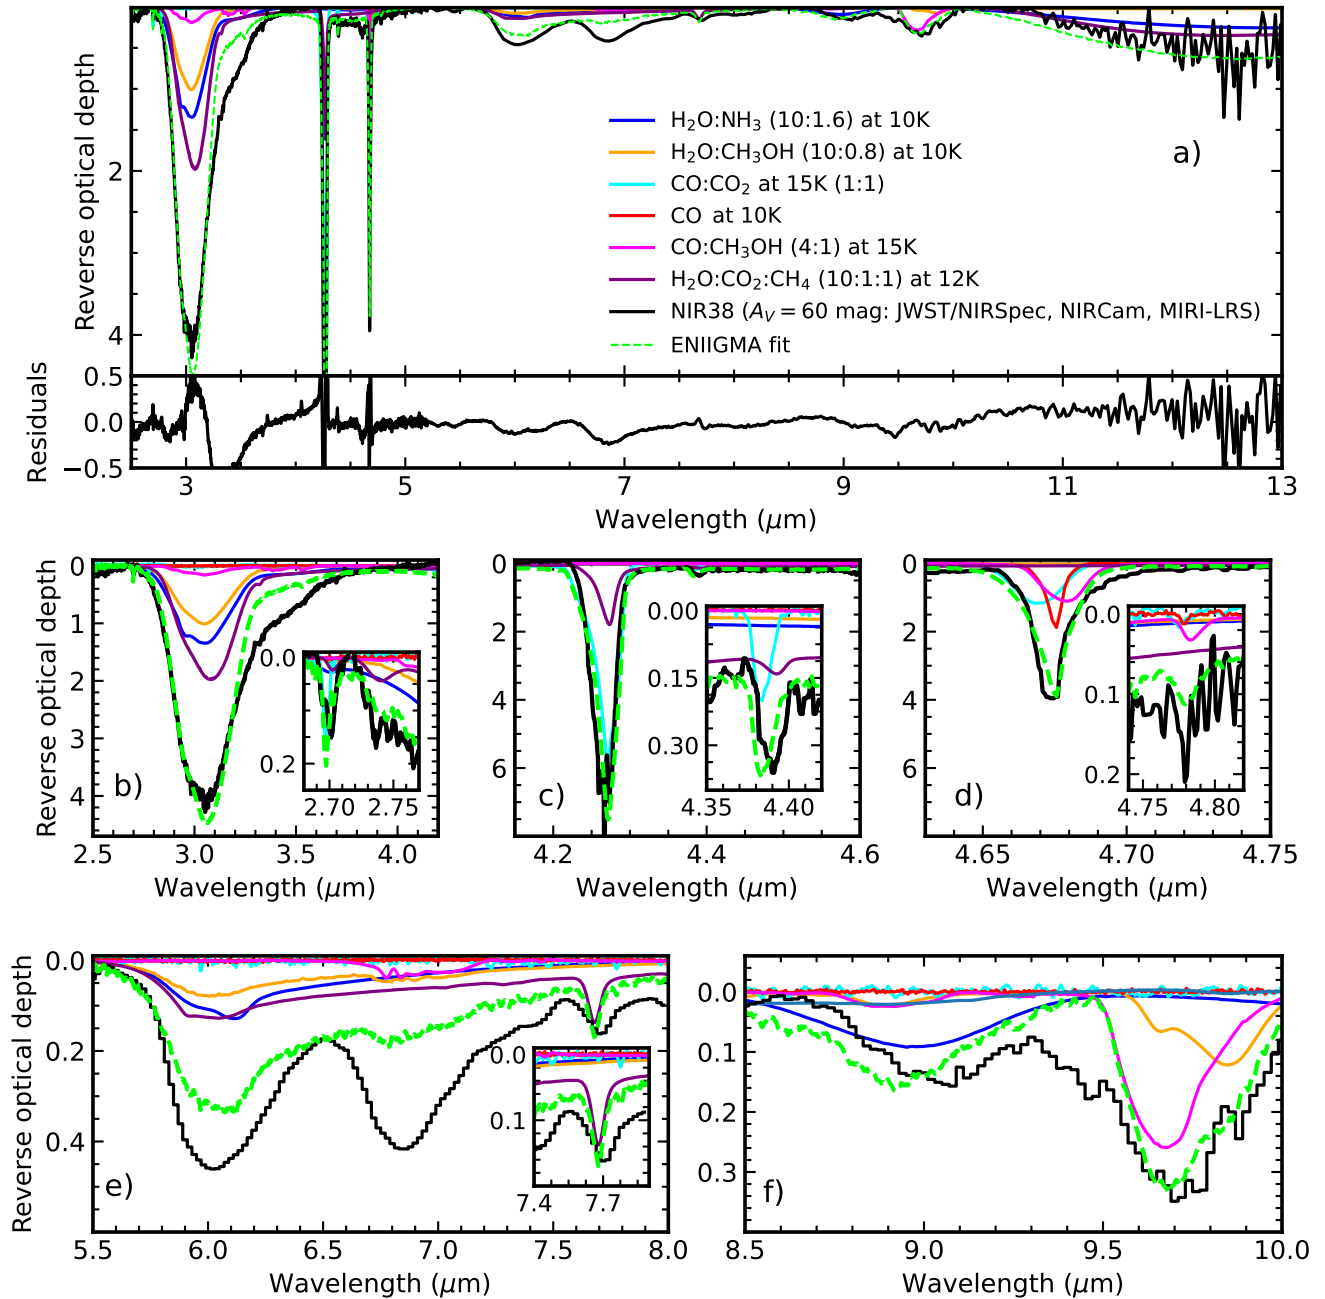 Reverse optical depth
2
4
a)
H₂O:NH₃ (10:1.6) at 10K
H₂O:CH₃OH (10:0.8) at 10K
CO:CO₂ at 15K (1:1)
CO at 10K
CO:CH₃OH (4:1) at 15K
H₂O:CO₂:CH₄ (10:1:1) at 12K
NIR38 (A_V = 60 mag: JWST/NIRSpec, NIRCam, MIRI-LRS)
ENIIGMA fit
Residuals
0.5
0.0
−0.5
3 5 7 9 11 13
Wavelength (μm)
Reverse optical depth
0
1
2
3
4
b)
0.0
0.2
2.70 2.75
2.5 3.0 3.5 4.0
Wavelength (μm)
0
2
4
6
c)
0.00
0.15
0.30
4.35 4.40
4.2 4.4 4.6
Wavelength (μm)
0
2
4
6
d)
0.0
0.1
0.2
4.75 4.80
4.65 4.70 4.75
Wavelength (μm)
Reverse optical depth
0.0
0.2
0.4
e)
0.0
0.1
7.4 7.7
5.5 6.0 6.5 7.0 7.5 8.0
Wavelength (μm)
0.0
0.1
0.2
0.3
f)
8.5 9.0 9.5 10.0
Wavelength (μm)